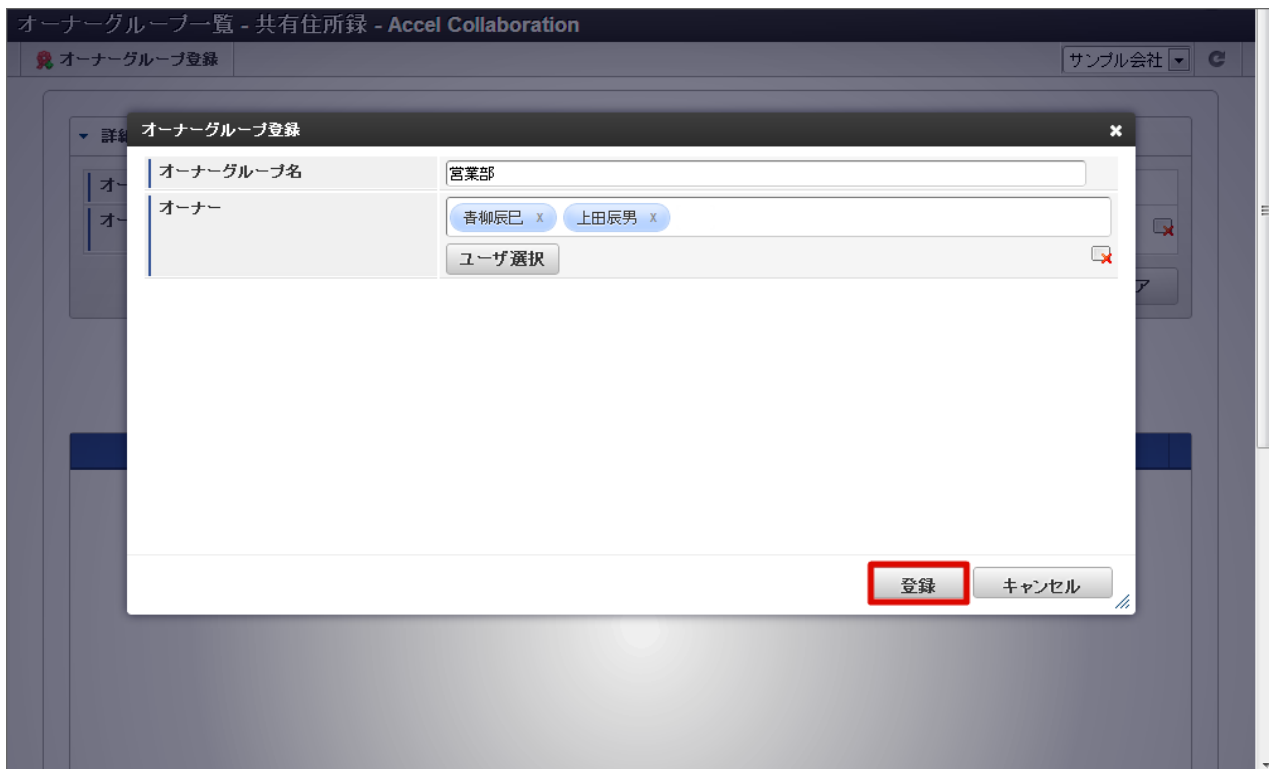 オーナーグループ一覧 - 共有住所録 - Accel Collaboration
オーナーグループ登録
サンプル会社
オーナーグループ登録
オーナーグループ名
営業部
オーナー
青柳辰巳 x
上田辰男 x
ユーザ選択
登録
キャンセル